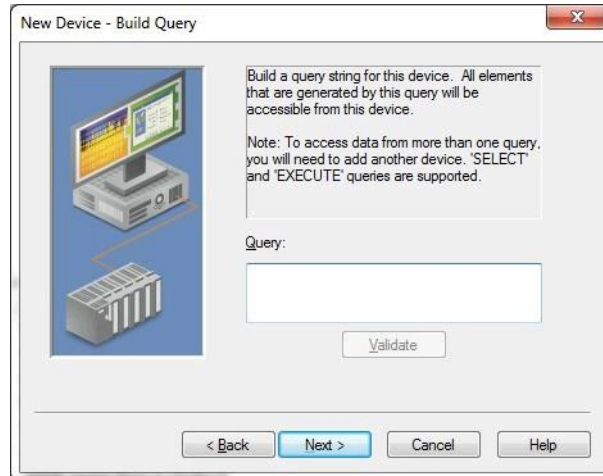 New Device - Build Query
Build a query string for this device. All elements
that are generated by this query will be
accessible from this device.
Note: To access data from more than one query,
you will need to add another device. 'SELECT'
and 'EXECUTE' queries are supported.
Query:
Validate
< Back Next > Cancel Help